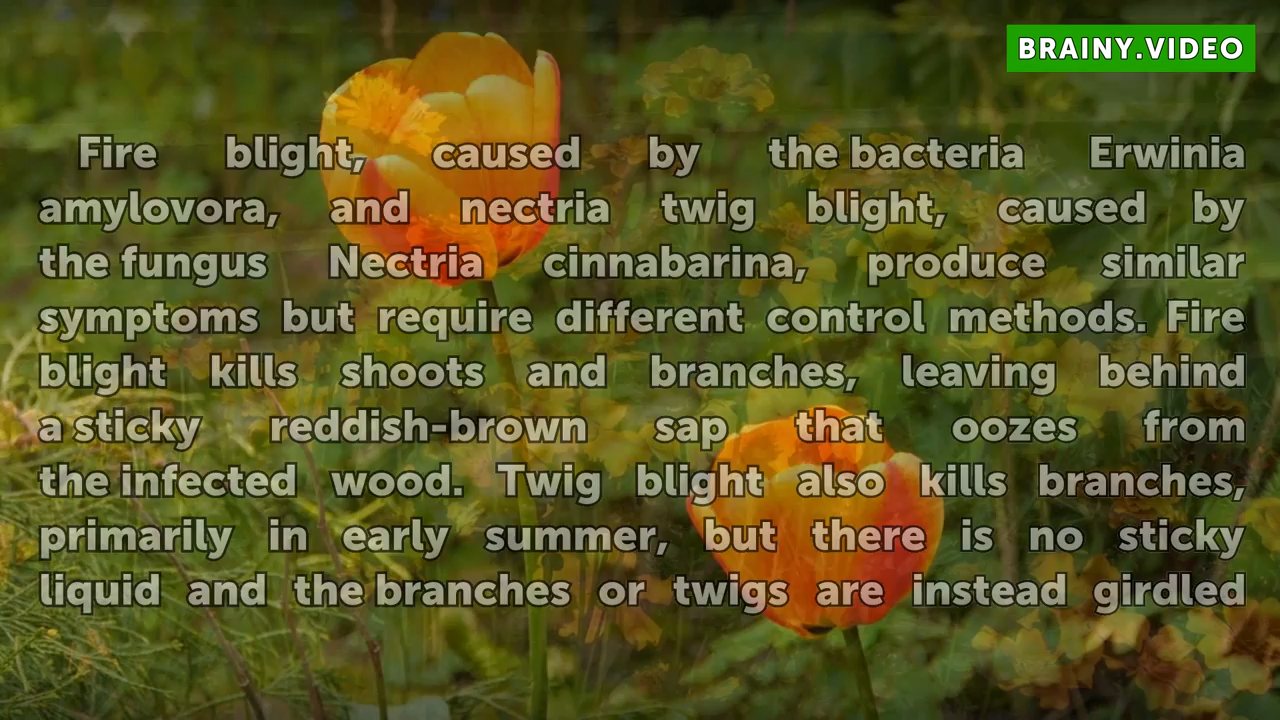 BRAINY.VIDEO
Fire blight, caused by the bacteria Erwinia
amylovora, and nectria twig blight, caused by
the fungus Nectria cinnabarina, produce similar
symptoms but require different control methods. Fire
blight kills shoots and branches, leaving behind
a sticky reddish-brown sap that oozes from
the infected wood. Twig blight also kills branches,
primarily in early summer, but there is no sticky
liquid and the branches or twigs are instead girdled